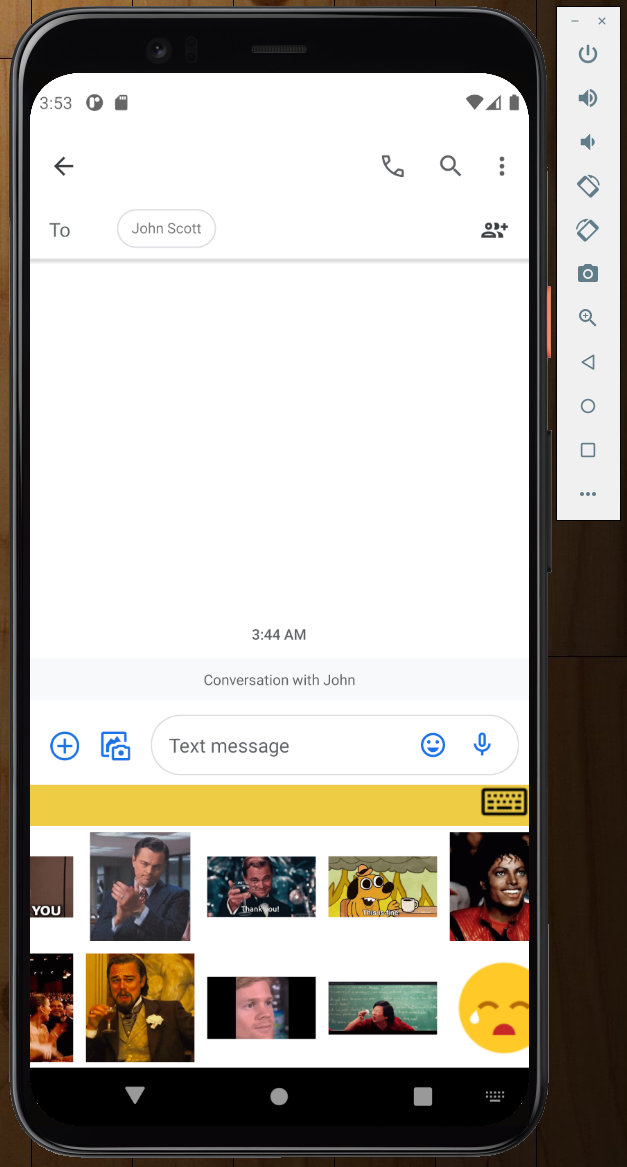 3:53
To
John Scott
3:44 AM
Conversation with John
Text message
YOU
Thank you!
This is fine